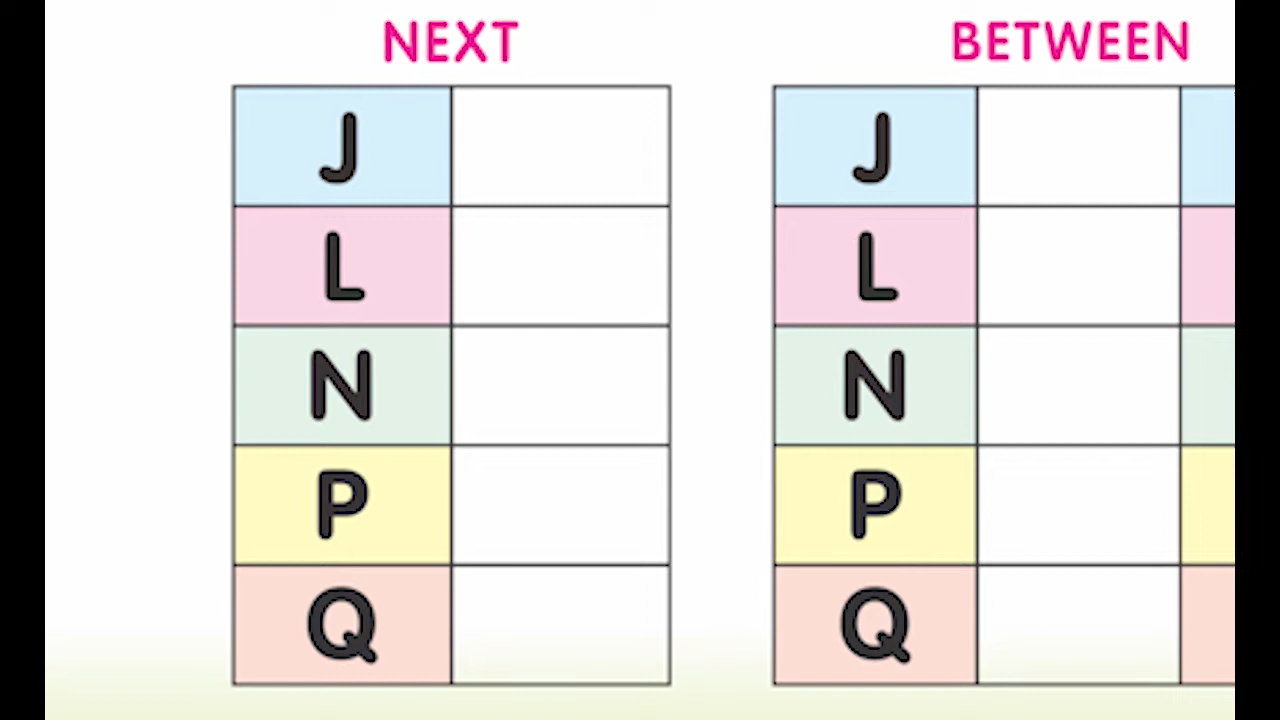 NEXT BETWEEN
J J
L L
N N
P P
Q Q